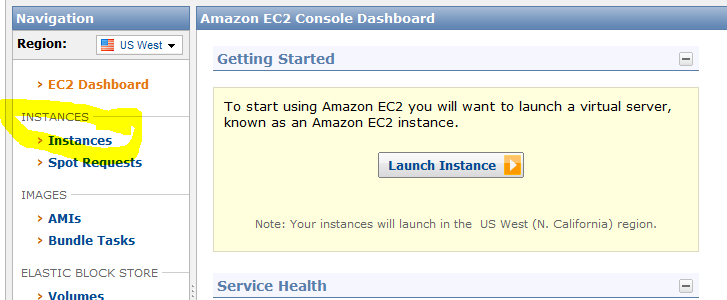 Navigation
Region: US West
EC2 Dashboard
INSTANCES
Instances
Spot Requests
IMAGES
AMIs
Bundle Tasks
ELASTIC BLOCK STORE
Volumes
Amazon EC2 Console Dashboard
Getting Started
To start using Amazon EC2 you will want to launch a virtual server,
known as an Amazon EC2 instance.
Launch Instance
Note: Your instances will launch in the US West (N. California) region.
Service Health